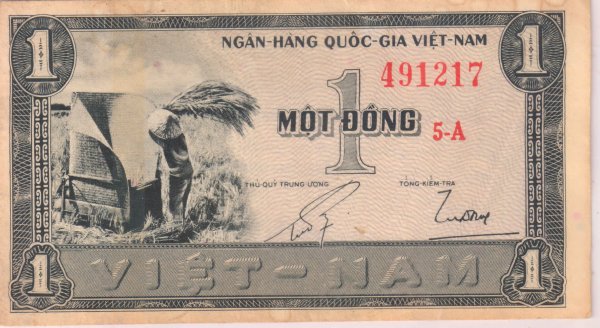 1
1
NGÂN-HÀNG QUỐC-GIA VIỆT-NAM
491217
1
MỘT ĐỒNG
5-A
THỦ-QUỸ TRUNG-ƯƠNG
TỔNG-KIỂM-TRA
1
VIỆT-NAM
1